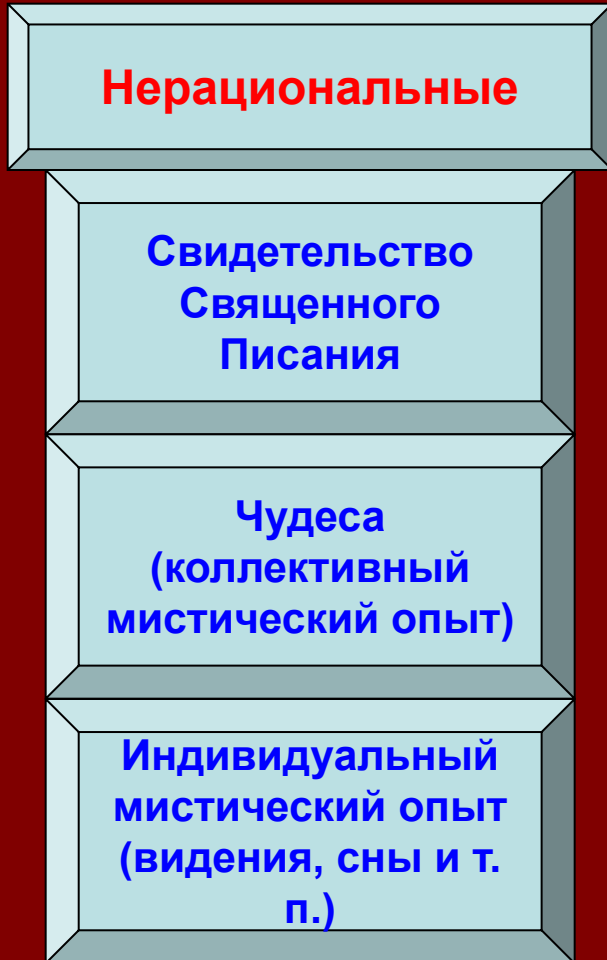 Нерациональные
Свидетельство
Священного
Писания
Чудеса
(коллективный
мистический опыт)
Индивидуальный
мистический опыт
(видения, сны и т.
п.)